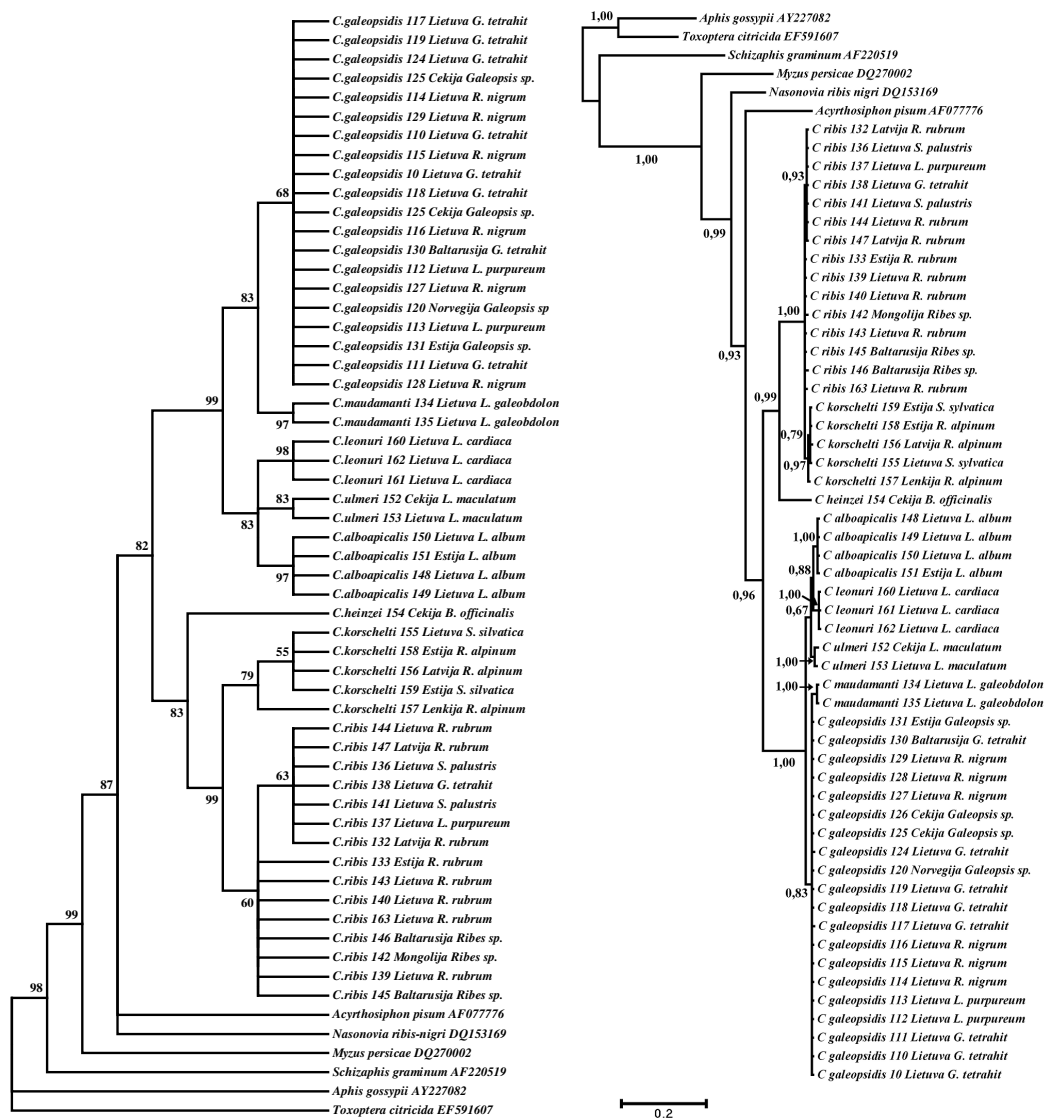 C.galeopsidis 117 Lietuva G. tetrahit
C.galeopsidis 119 Lietuva G. tetrahit
C.galeopsidis 124 Lietuva G. tetrahit
C.galeopsidis 125 Cekija Galeopsis sp.
C.galeopsidis 114 Lietuva R. nigrum
C.galeopsidis 129 Lietuva R. nigrum
C.galeopsidis 110 Lietuva G. tetrahit
C.galeopsidis 115 Lietuva R. nigrum
C.galeopsidis 10 Lietuva G. tetrahit
68
C.galeopsidis 118 Lietuva G. tetrahit
C.galeopsidis 125 Cekija Galeopsis sp.
C.galeopsidis 116 Lietuva R. nigrum
C.galeopsidis 130 Baltarusija G. tetrahit
C.galeopsidis 112 Lietuva L. purpureum
C.galeopsidis 127 Lietuva R. nigrum
83
C.galeopsidis 120 Norvegija Galeopsis sp
C.galeopsidis 113 Lietuva L. purpureum
C.galeopsidis 131 Estija Galeopsis sp.
C.galeopsidis 111 Lietuva G. tetrahit
C.galeopsidis 128 Lietuva R. nigrum
99
C.maudamanti 134 Lietuva L. galeobdolon
97
C.maudamanti 135 Lietuva L. galeobdolon
C.leonuri 160 Lietuva L. cardiaca
98
C.leonuri 162 Lietuva L. cardiaca
C.leonuri 161 Lietuva L. cardiaca
83
C.ulmeri 152 Cekija L. maculatum
83
C.ulmeri 153 Lietuva L. maculatum
C.alboapicalis 150 Lietuva L. album
82
C.alboapicalis 151 Estija L. album
97
C.alboapicalis 148 Lietuva L. album
C.alboapicalis 149 Lietuva L. album
C.heinzei 154 Cekija B. officinalis
C.korschelti 155 Lietuva S. silvatica
55
C.korschelti 158 Estija R. alpinum
79
C.korschelti 156 Latvija R. alpinum
C.korschelti 159 Estija S. silvatica
83
C.korschelti 157 Lenkija R. alpinum
C.ribis 144 Lietuva R. rubrum
C.ribis 147 Latvija R. rubrum
C.ribis 136 Lietuva S. palustris
63
87
99
C.ribis 138 Lietuva G. tetrahit
C.ribis 141 Lietuva S. palustris
C.ribis 137 Lietuva L. purpureum
C.ribis 132 Latvija R. rubrum
C.ribis 133 Estija R. rubrum
C.ribis 143 Lietuva R. rubrum
60
C.ribis 140 Lietuva R. rubrum
99
C.ribis 163 Lietuva R. rubrum
C.ribis 146 Baltarusija Ribes sp.
C.ribis 142 Mongolija Ribes sp.
C.ribis 139 Lietuva R. rubrum
98
C.ribis 145 Baltarusija Ribes sp.
Acyrthosiphon pisum AF077776
Nasonovia ribis-nigri DQ153169
Myzus persicae DQ270002
Schizaphis graminum AF220519
Aphis gossypii AY227082
Toxoptera citricida EF591607
1,00
Aphis gossypii AY227082
Toxoptera citricida EF591607
Schizaphis graminum AF220519
Myzus persicae DQ270002
Nasonovia ribis nigri DQ153169
Acyrthosiphon pisum AF077776
C ribis 132 Latvija R. rubrum
C ribis 136 Lietuva S. palustris
1,00
C ribis 137 Lietuva L. purpureum
0,93
C ribis 138 Lietuva G. tetrahit
C ribis 141 Lietuva S. palustris
C ribis 144 Lietuva R. rubrum
0,99
C ribis 147 Latvija R. rubrum
C ribis 133 Estija R. rubrum
C ribis 139 Lietuva R. rubrum
C ribis 140 Lietuva R. rubrum
1,00
C ribis 142 Mongolija Ribes sp.
C ribis 143 Lietuva R. rubrum
0,93
C ribis 145 Baltarusija Ribes sp.
C ribis 146 Baltarusija Ribes sp.
0,99
C ribis 163 Lietuva R. rubrum
C korschelti 159 Estija S. sylvatica
C korschelti 158 Estija R. alpinum
0,79
C korschelti 156 Latvija R. alpinum
0,97
C korschelti 155 Lietuva S. sylvatica
C korschelti 157 Lenkija R. alpinum
C heinzei 154 Cekija B. officinalis
C alboapicalis 148 Lietuva L. album
1,00
C alboapicalis 149 Lietuva L. album
C alboapicalis 150 Lietuva L. album
0,88
C alboapicalis 151 Estija L. album
0,96
1,00
C leonuri 160 Lietuva L. cardiaca
0,67
C leonuri 161 Lietuva L. cardiaca
C leonuri 162 Lietuva L. cardiaca
C ulmeri 152 Cekija L. maculatum
1,00
C ulmeri 153 Lietuva L. maculatum
1,00
C maudamanti 134 Lietuva L. galeobdolon
C maudamanti 135 Lietuva L. galeobdolon
C galeopsidis 131 Estija Galeopsis sp.
C galeopsidis 130 Baltarusija G. tetrahit
1,00
C galeopsidis 129 Lietuva R. nigrum
C galeopsidis 128 Lietuva R. nigrum
C galeopsidis 127 Lietuva R. nigrum
C galeopsidis 126 Cekija Galeopsis sp.
C galeopsidis 125 Cekija Galeopsis sp.
C galeopsidis 124 Lietuva G. tetrahit
C galeopsidis 120 Norvegija Galeopsis sp.
0,83
C galeopsidis 119 Lietuva G. tetrahit
C galeopsidis 118 Lietuva G. tetrahit
C galeopsidis 117 Lietuva G. tetrahit
C galeopsidis 116 Lietuva R. nigrum
C galeopsidis 115 Lietuva R. nigrum
C galeopsidis 114 Lietuva R. nigrum
C galeopsidis 113 Lietuva L. purpureum
C galeopsidis 112 Lietuva L. purpureum
C galeopsidis 111 Lietuva G. tetrahit
C galeopsidis 110 Lietuva G. tetrahit
C galeopsidis 10 Lietuva G. tetrahit
0.2